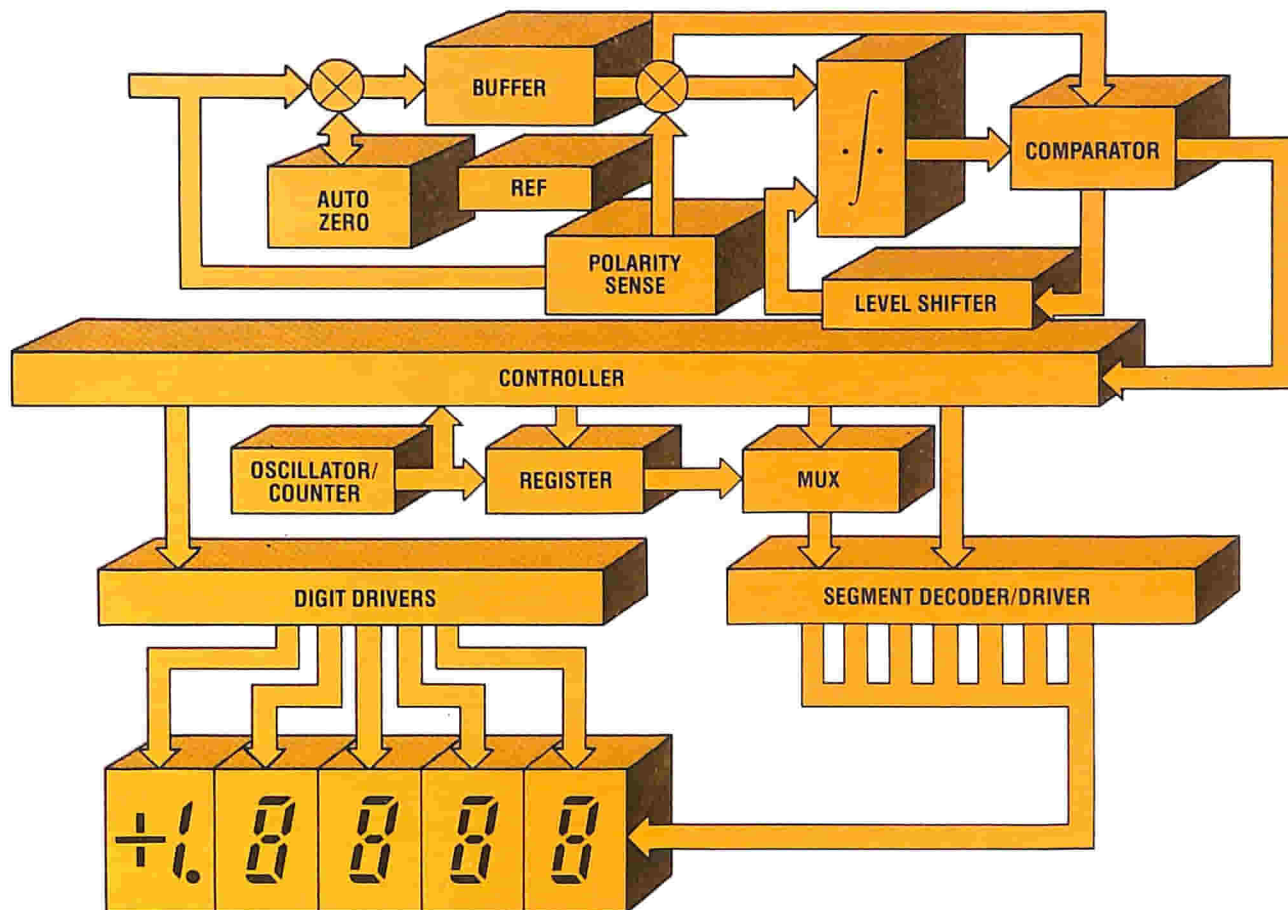 BUFFER
COMPARATOR
AUTO
ZERO
REF
∫
POLARITY
SENSE
LEVEL SHIFTER
CONTROLLER
OSCILLATOR/
COUNTER
REGISTER
MUX
DIGIT DRIVERS
SEGMENT DECODER/DRIVER
+1. 8 8 8 8